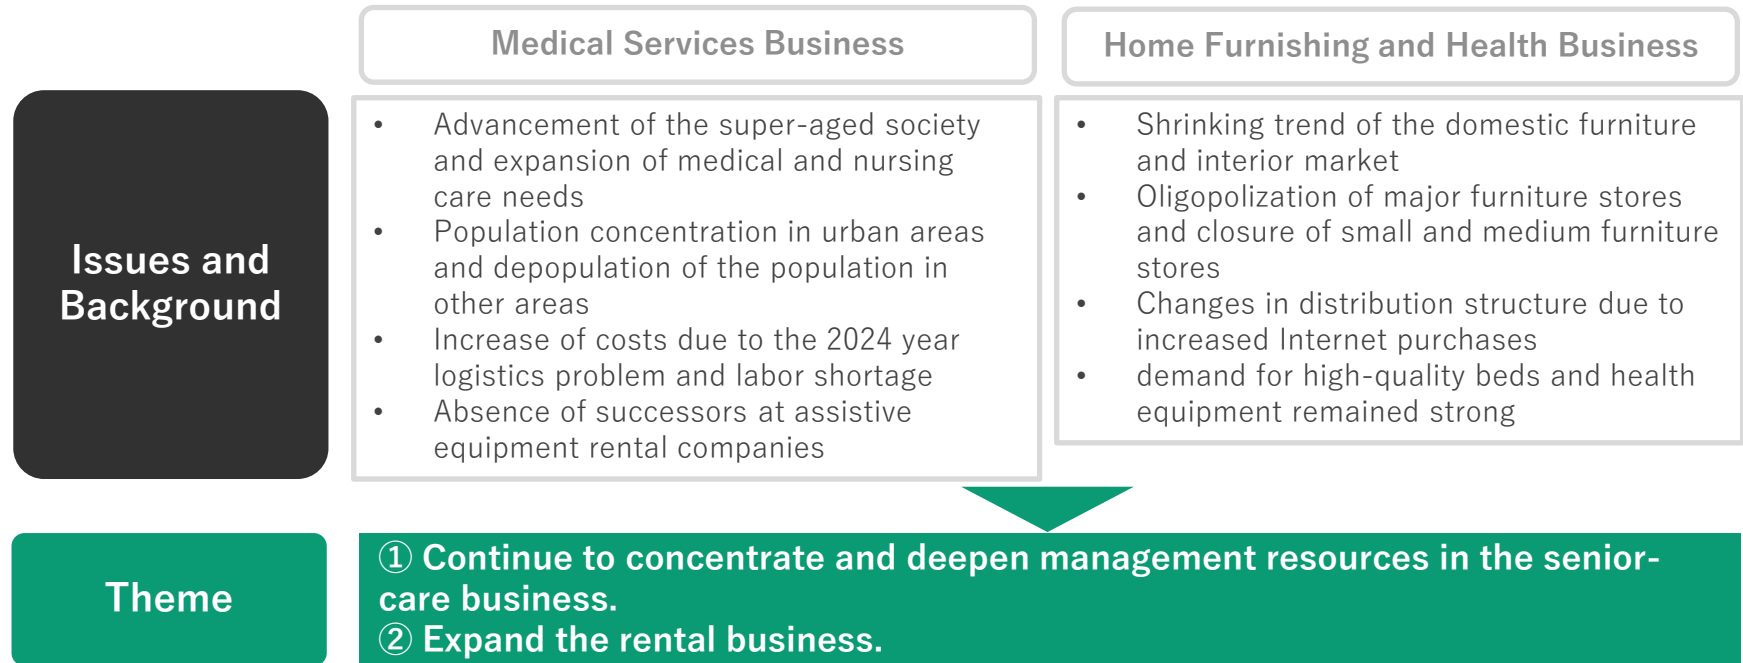 Medical Services Business
Home Furnishing and Health Business
Issues and
Background
• Advancement of the super-aged society
and expansion of medical and nursing
care needs
• Population concentration in urban areas
and depopulation of the population in
other areas
• Increase of costs due to the 2024 year
logistics problem and labor shortage
• Absence of successors at assistive
equipment rental companies
• Shrinking trend of the domestic furniture
and interior market
• Oligopolization of major furniture stores
and closure of small and medium furniture
stores
• Changes in distribution structure due to
increased Internet purchases
• demand for high-quality beds and health
equipment remained strong
Theme
① Continue to concentrate and deepen management resources in the senior-
care business.
② Expand the rental business.